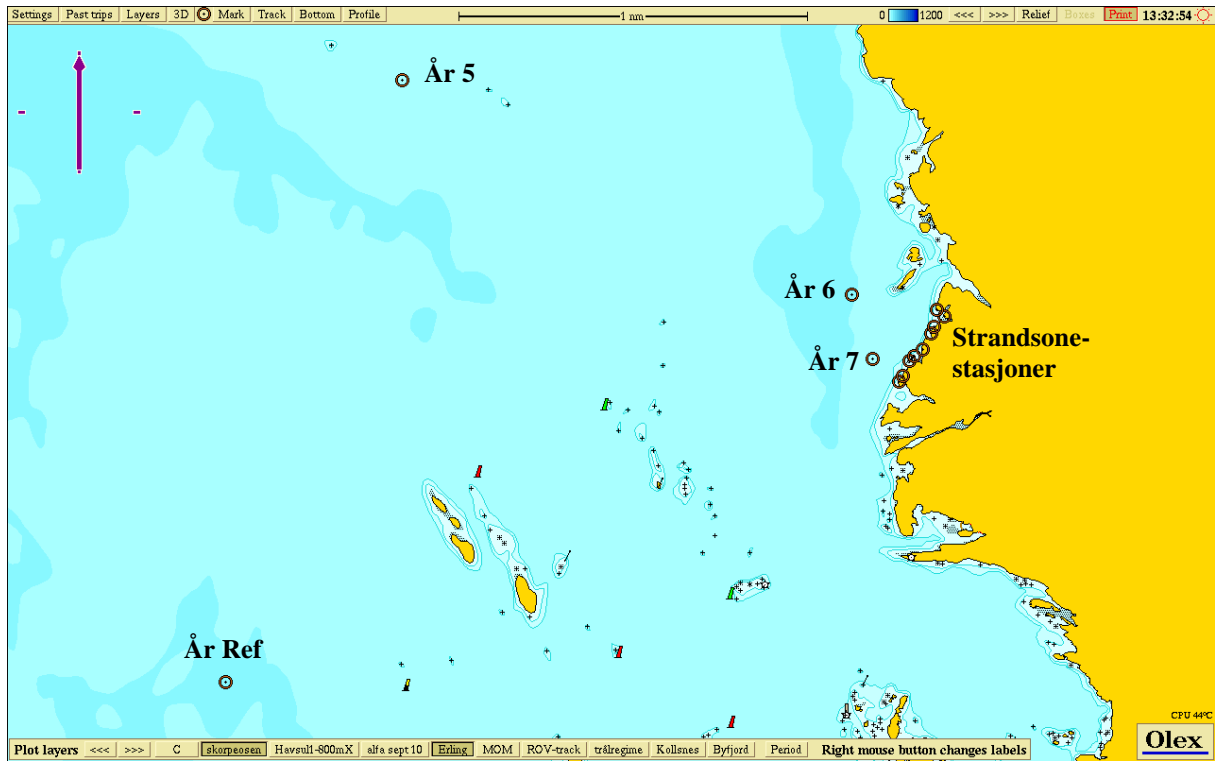 Settings Past trips Layers 3D Mark Track Bottom Profile 1 nm 0 1200 <<< >>> Relief Boxes Print 13:32:54
År 5
År 6
År 7
Strandsone-
stasjoner
År Ref
CPU 44°C
Plot layers <<< >>> C skorpeosen Havsul1-800mX alfa sept 10 Erling MOM ROV-track trålregime Kollsnes Byfjord Period Right mouse button changes labels
Olex